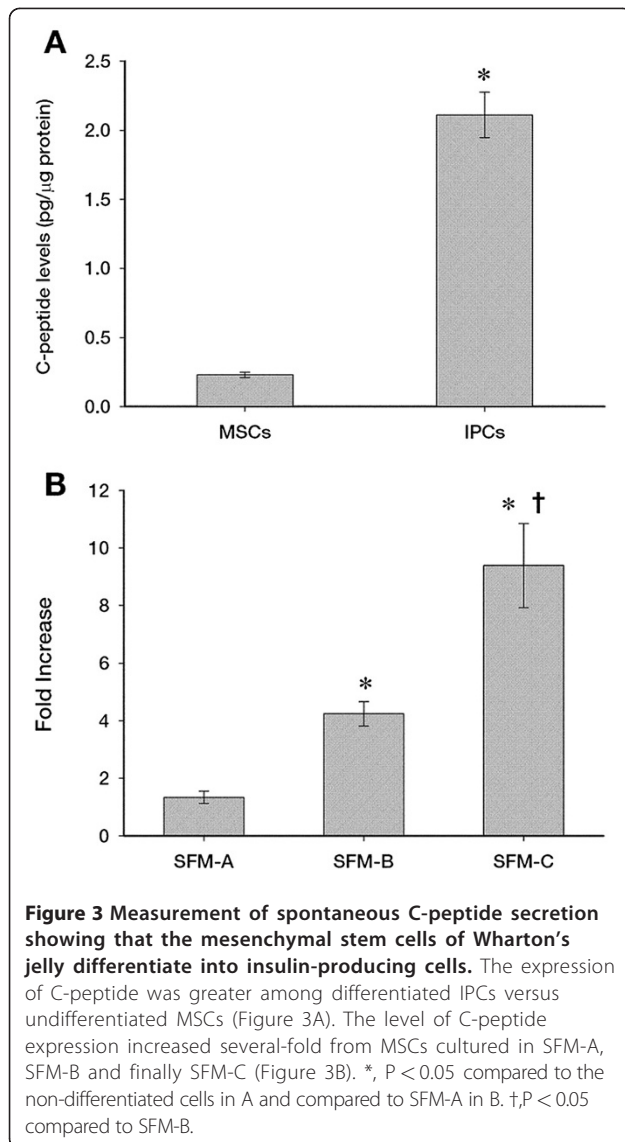 A
2.5
*
2.0
1.5
1.0
0.5
0.0
C-peptide levels (pg/µg protein)
MSCs IPCs
B
12
* †
10
8
6
*
4
2
0
Fold Increase
SFM-A SFM-B SFM-C
Figure 3 Measurement of spontaneous C-peptide secretion
showing that the mesenchymal stem cells of Wharton's
jelly differentiate into insulin-producing cells. The expression
of C-peptide was greater among differentiated IPCs versus
undifferentiated MSCs (Figure 3A). The level of C-peptide
expression increased several-fold from MSCs cultured in SFM-A,
SFM-B and finally SFM-C (Figure 3B). *, P < 0.05 compared to the
non-differentiated cells in A and compared to SFM-A in B. †,P < 0.05
compared to SFM-B.